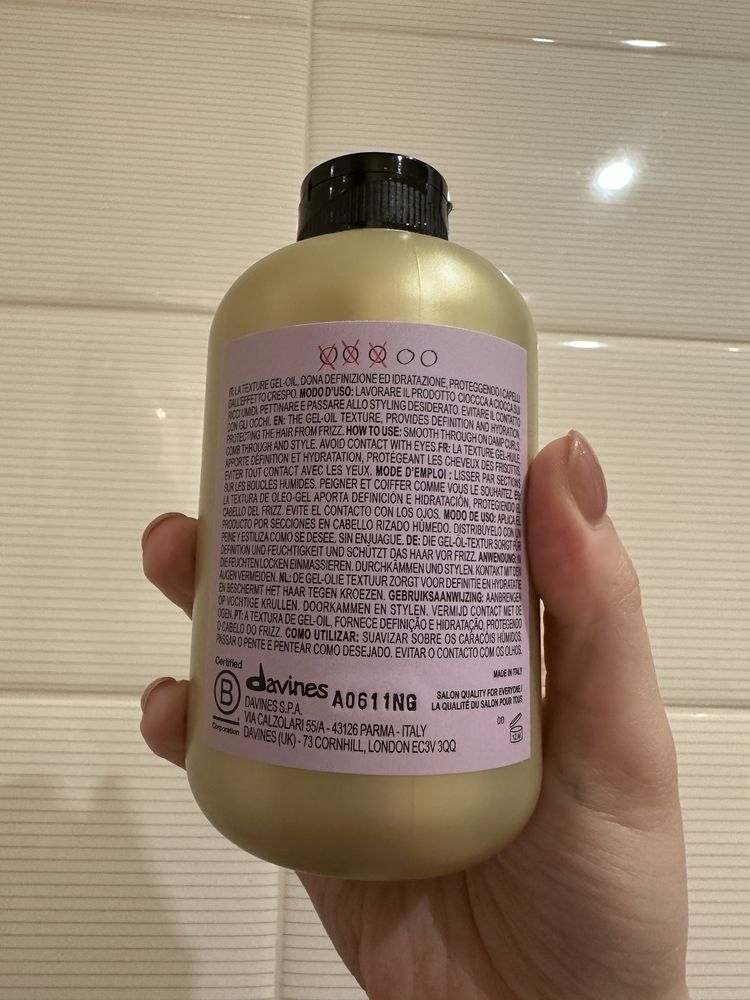 IT: LA TEXTURE GEL-OIL, DONA DEFINIZIONE ED IDRATAZIONE, PROTEGGENDO I CAPELLI
DALL'EFFETTO CRESPO. MODO D'USO: LAVORARE IL PRODOTTO CIOCCA A CIOCCA SUI
RICCI UMIDI. PETTINARE E PASSARE ALLO STYLING DESIDERATO. EVITARE IL CONTATTO
CON GLI OCCHI. EN: THE GEL-OIL TEXTURE, PROVIDES DEFINITION AND HYDRATION,
PROTECTING THE HAIR FROM FRIZZ. HOW TO USE: SMOOTH THROUGH ON DAMP CURLS,
COMB THROUGH AND STYLE. AVOID CONTACT WITH EYES. FR: LA TEXTURE GEL-HUILE,
APPORTE DÉFINITION ET HYDRATATION, PROTÉGEANT LES CHEVEUX DES FRISOTTIS.
EVITER TOUT CONTACT AVEC LES YEUX. MODE D'EMPLOI : LISSER PAR SECTIONS
SUR LES BOUCLES HUMIDES. PEIGNER ET COIFFER COMME VOUS LE SOUHAITEZ. ES:
LA TEXTURA DE OLEO-GEL APORTA DEFINICIÓN E HIDRATACIÓN, PROTEGIENDO EL
CABELLO DEL FRIZZ. EVITE EL CONTACTO CON LOS OJOS. MODO DE USO: APLICA EL
PRODUCTO POR SECCIONES EN CABELLO RIZADO HÚMEDO. DISTRIBUYELO CON UN
PEINE Y ESTILIZA COMO SE DESEE. SIN ENJUAGUE. DE: DIE GEL-ÖL-TEXTUR SORGT FÜR
DEFINITION UND FEUCHTIGKEIT UND SCHÜTZT DAS HAAR VOR FRIZZ. ANWENDUNG: IN
DIE FEUCHTEN LOCKEN EINMASSIEREN. DURCHKÄMMEN UND STYLEN. KONTAKT MIT DEN
AUGEN VERMEIDEN. NL: DE GEL-OLIE TEXTUUR ZORGT VOOR DEFINITIE EN HYDRATATIE
EN BESCHERMT HET HAAR TEGEN KROEZEN. GEBRUIKSAANWIJZING: AANBRENGEN
OP VOCHTIGE KRULLEN. DOORKAMMEN EN STYLEN. VERMIJD CONTACT MET DE
OGEN. PT: A TEXTURA DE GEL-OIL, FORNECE DEFINIÇÃO E HIDRATAÇÃO, PROTEGENDO
O CABELO DO FRIZZ. COMO UTILIZAR: SUAVIZAR SOBRE OS CARACÓIS HÚMIDOS.
PASSAR O PENTE E PENTEAR COMO DESEJADO. EVITAR O CONTACTO COM OS OLHOS.
MADE IN ITALY
SALON QUALITY FOR EVERYONE./
LA QUALITÉ DU SALON POUR TOUS
00
12 M
Certified
B
Corporation
davines A0611NG
DAVINES S.P.A.
VIA CALZOLARI 55/A - 43126 PARMA - ITALY
DAVINES (UK) - 73 CORNHILL, LONDON EC3V 3QQ